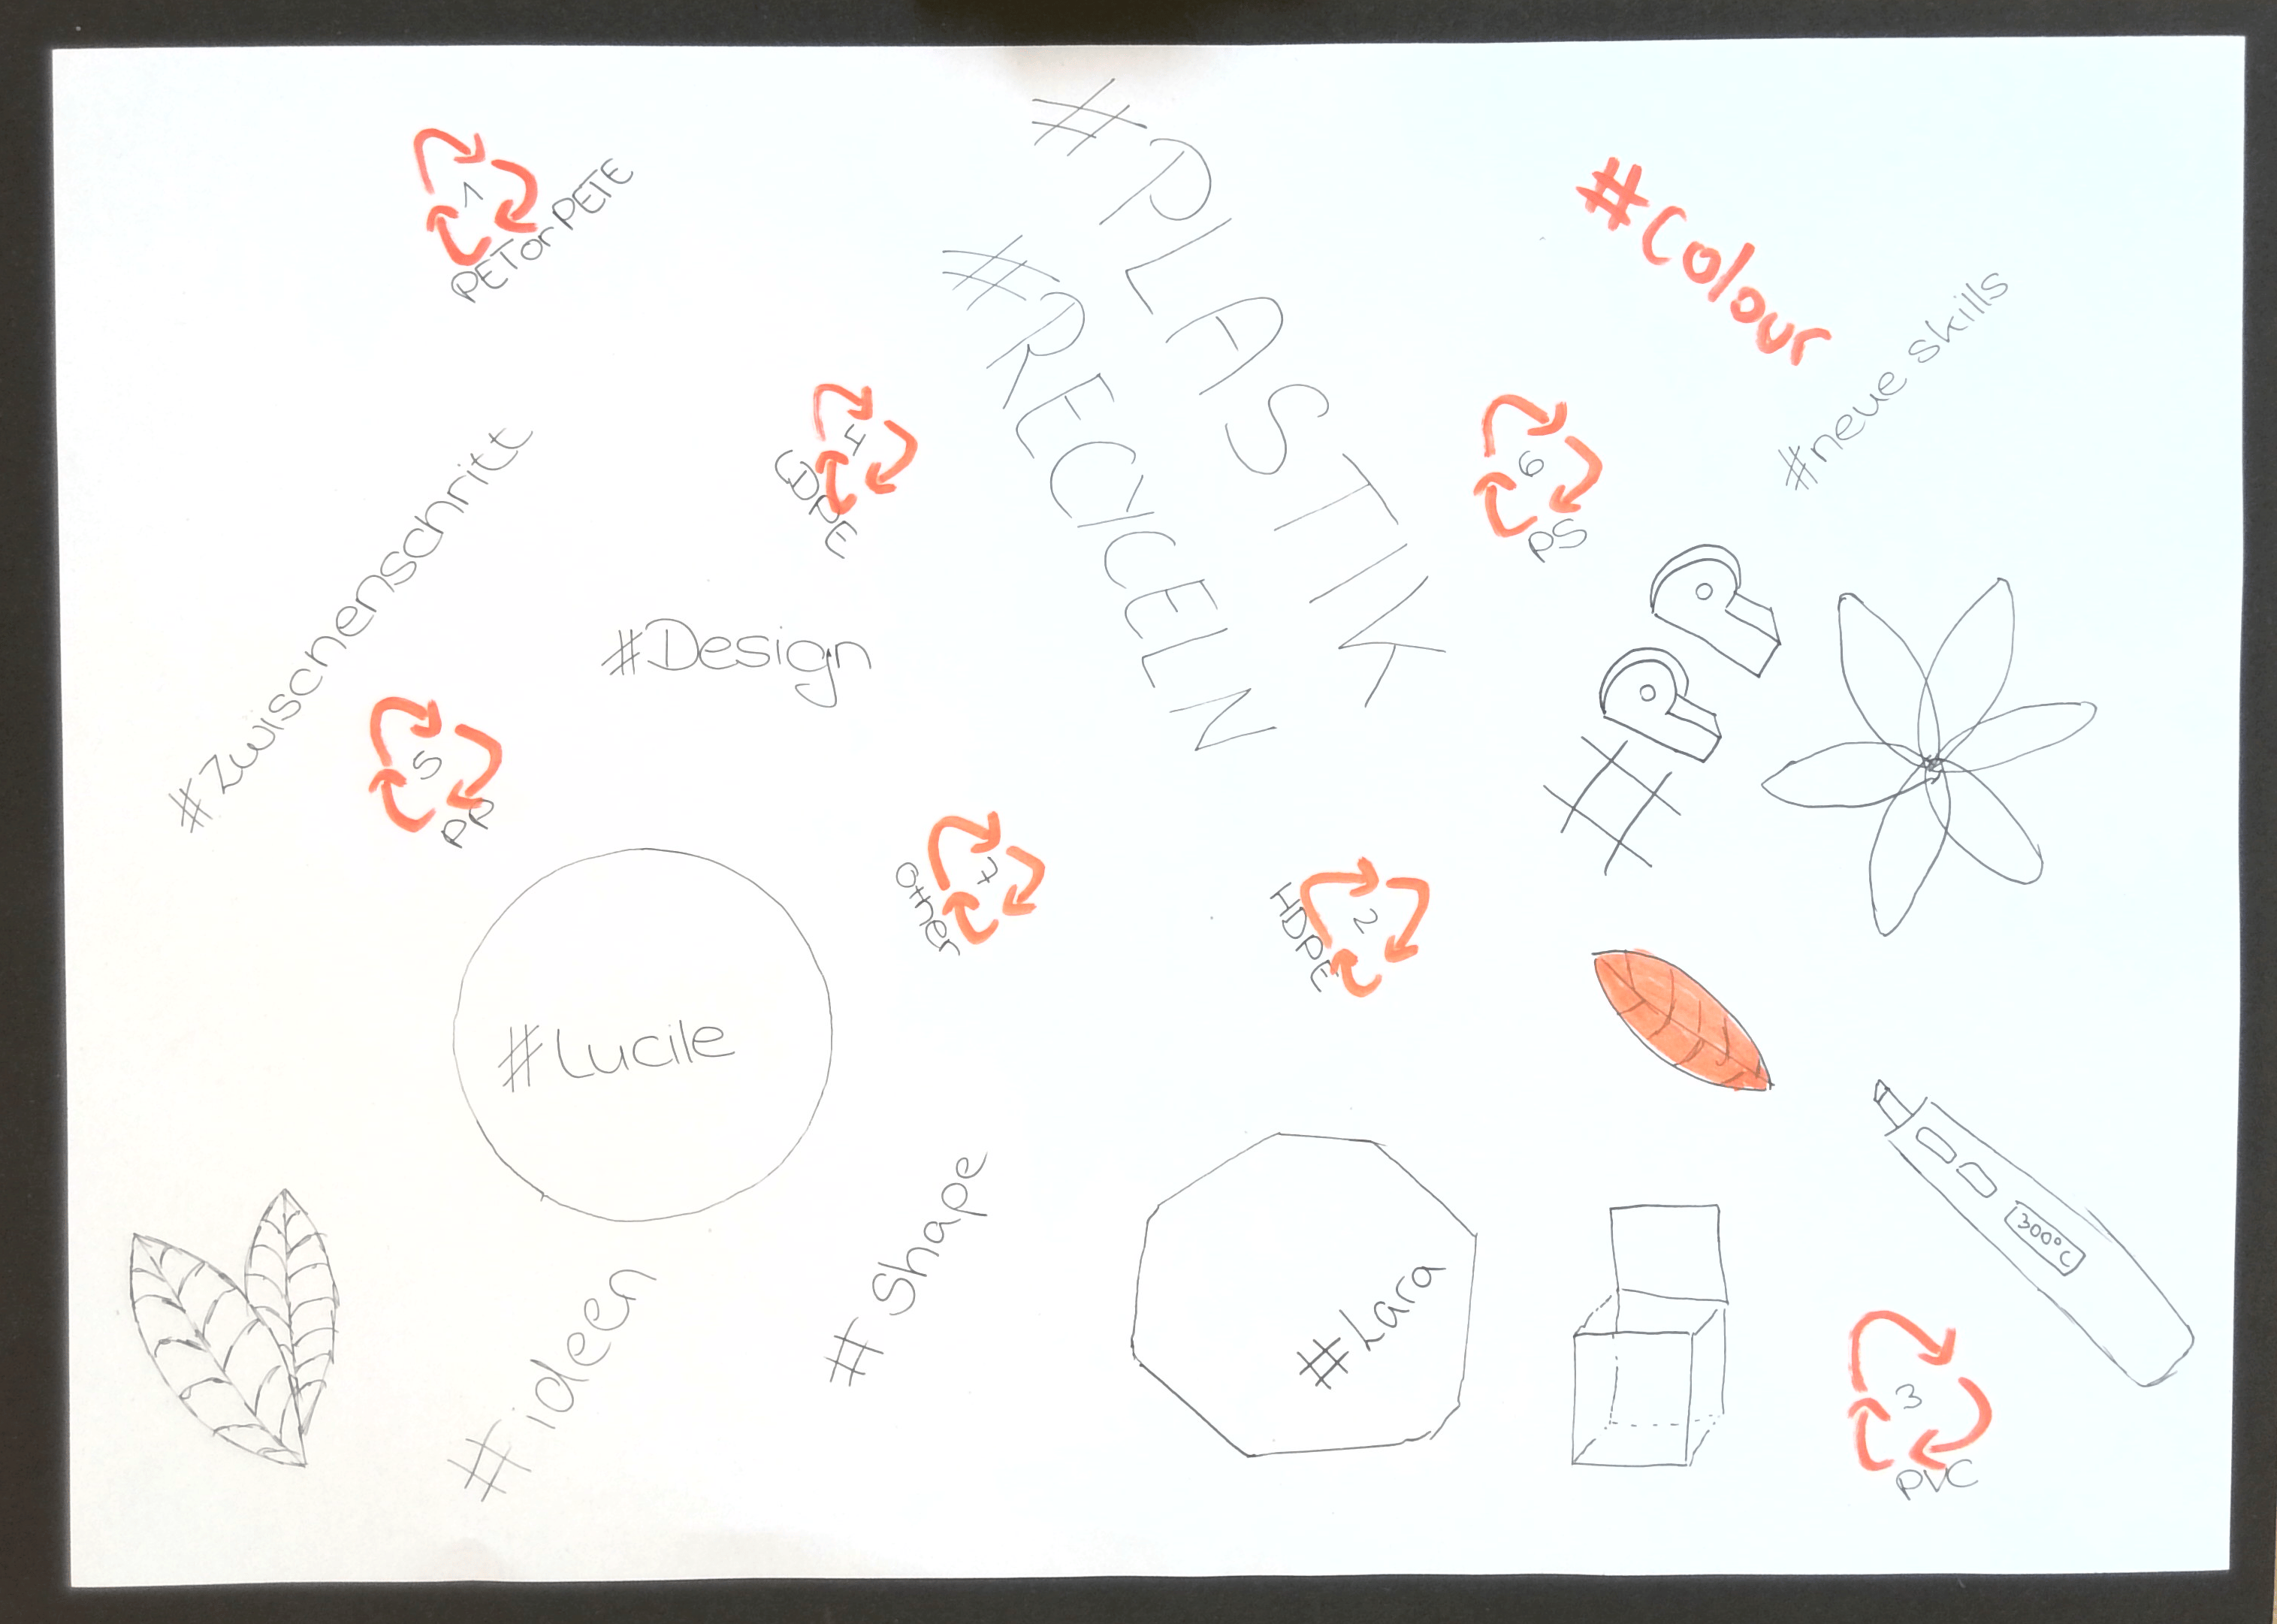 1
PET or PETE
#PLASTIK
#RECYCELN
#Colour
#neue skills
4
LDPE
6
PS
#Zwischenschritt
#Design
#PP
5
PP
7
other
2
HDPE
#Lucile
#Shape
#ideen
#Lara
300°C
3
PVC